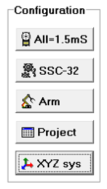 Configuration
All=1.5mS
SSC-32
Arm
Project
XYZ sys